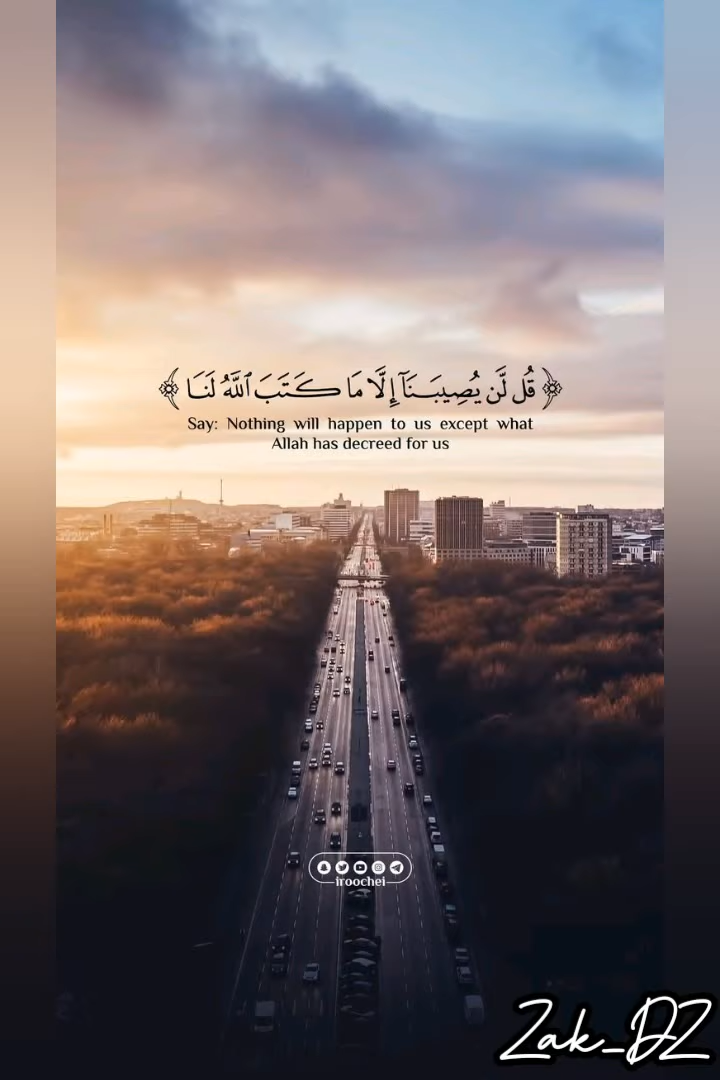 ﴿ قُل لَّن يُصِيبَنَآ إِلَّا مَا كَتَبَ ٱللَّهُ لَنَا ﴾
Say: Nothing will happen to us except what
Allah has decreed for us
iroochei
Zak_DZ